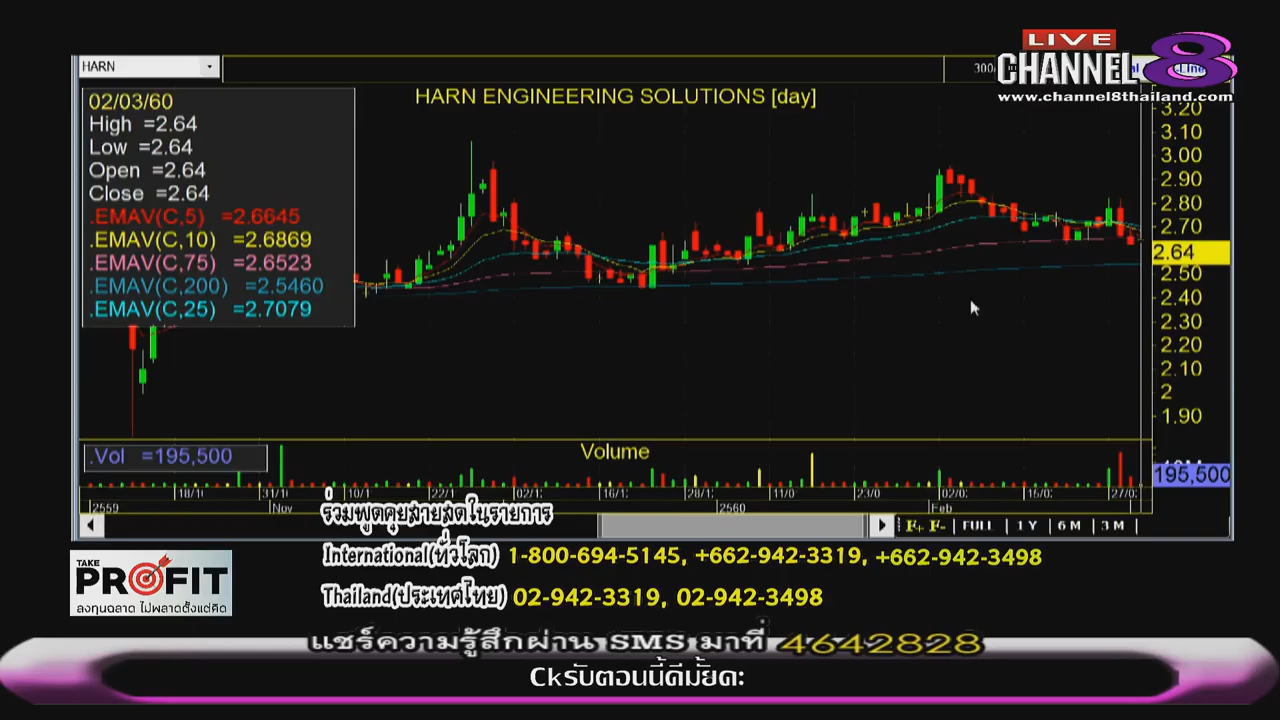 LIVE
CHANNEL 8
www.channel8thailand.com
HARN
300/
HARN ENGINEERING SOLUTIONS [day]
02/03/60
High =2.64
Low =2.64
Open =2.64
Close =2.64
.EMAV(C,5) =2.6645
.EMAV(C,10) =2.6869
.EMAV(C,75) =2.6523
.EMAV(C,200) =2.5460
.EMAV(C,25) =2.7079
3.20
3.10
3.00
2.90
2.80
2.70
2.64
2.50
2.40
2.30
2.20
2.10
2
1.90
.Vol =195,500
Volume
195,500
18/1 31/1 10/1 22/1 02/1 16/1 28/1 11/0 23/0 02/0 16/0 27/0
2559 Nov 2560 Feb
F+ F- FULL 1 Y 6 M 3 M
ร่วมพูดคุยสายสดในรายการ
International(ทั่วโลก) 1-800-694-5145, +662-942-3319, +662-942-3498
Thailand(ประเทศไทย) 02-942-3319, 02-942-3498
TAKE
PROFIT
ลงทุนฉลาด ไม่พลาดตั้งแต่คิด
แชร์ความรู้สึกผ่าน SMS มาที่ 4642828
Ckรับตอนนี้ดีมั้ยคะ